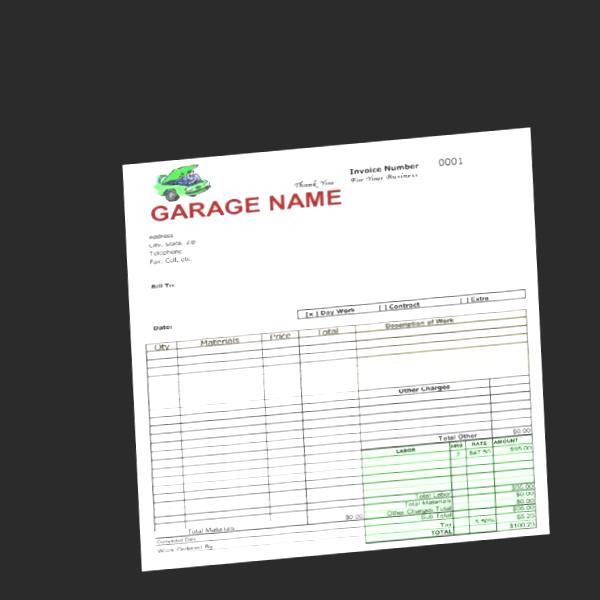 Invoice Number 0001
Thank You For Your Business
GARAGE NAME
Address
City, State, Zip
Telephone
Fax, Cell, etc.
Bill To:
[x] Day Work [ ] Contract [ ] Extra
Date:
Qty Materials Price Total Description of Work
Other Charges
Total Other $0.00
LABOR HRS RATE AMOUNT
2 $47.50 $95.00
Total Labor $95.00
Total Materials $0.00
Other Charges Total $0.00
Total Materials $0.00 Sub Total $95.00
Completed Date Tax 5.50% $5.23
Work Ordered By TOTAL $100.23